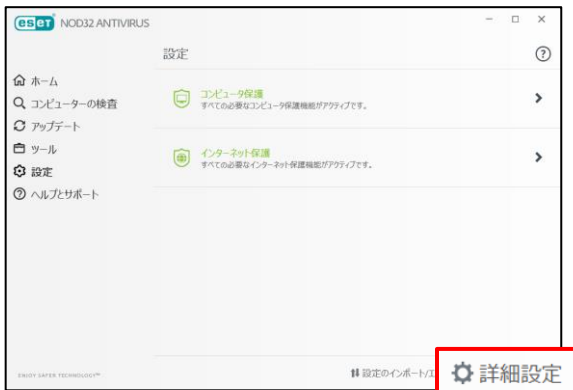 eset NOD32 ANTIVIRUS
設定
ホーム
コンピューターの検査
アップデート
ツール
設定
ヘルプとサポート
コンピュータ保護
すべての必要なコンピュータ保護機能がアクティブです。
インターネット保護
すべての必要なインターネット保護機能がアクティブです。
ENJOY SAFER TECHNOLOGY™
設定のインポート/エ
詳細設定